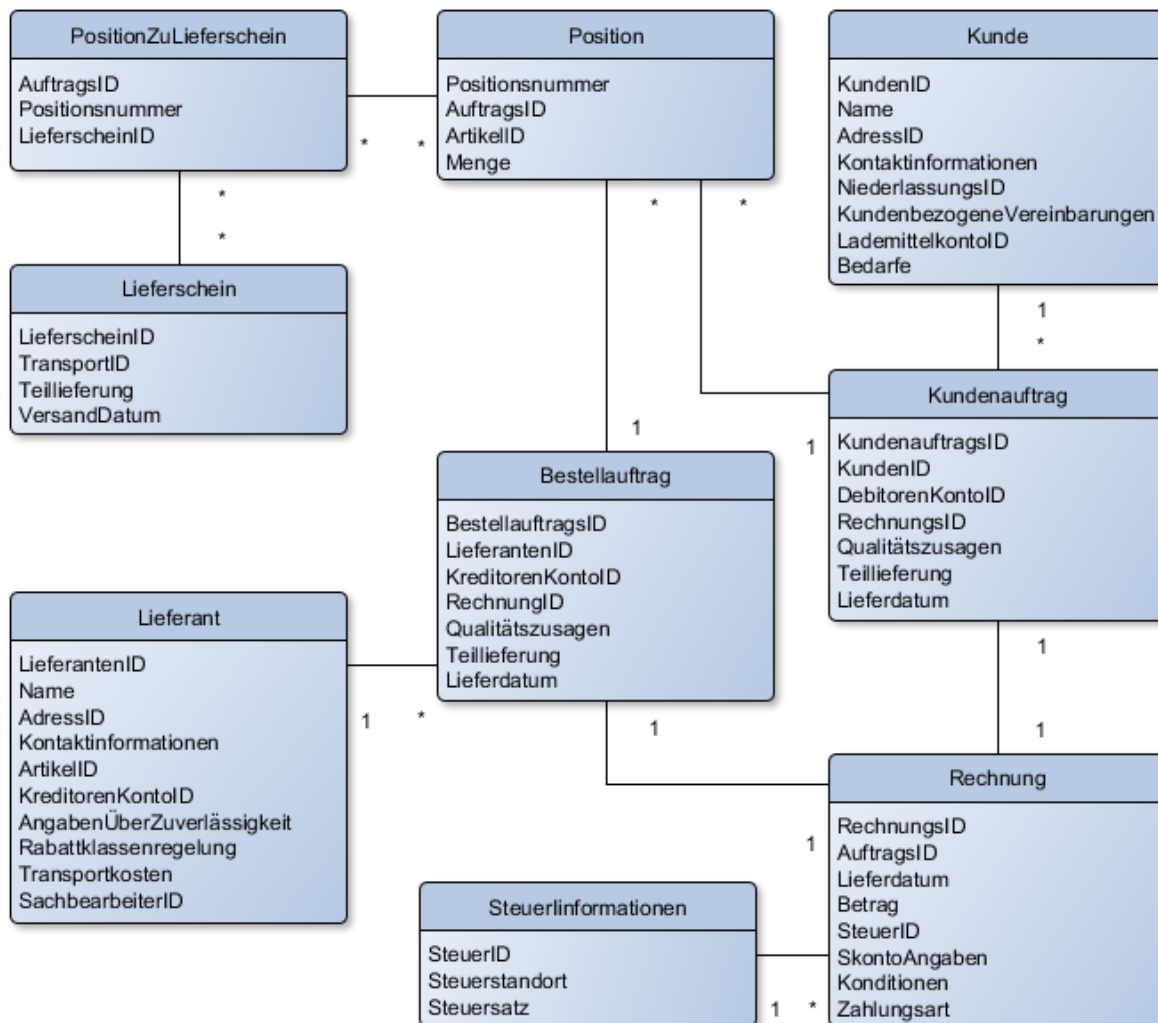 PositionZuLieferschein
AuftragsID
Positionsnummer
LieferscheinID
*
*
Position
Positionsnummer
AuftragsID
ArtikelID
Menge
*
*
Kunde
KundenID
Name
AdressID
Kontaktinformationen
NiederlassungsID
KundenbezogeneVereinbarungen
LademittelkontoID
Bedarfe
1
*
*
*
Lieferschein
LieferscheinID
TransportID
Teillieferung
VersandDatum
Kundenauftrag
KundenauftragsID
KundenID
DebitorenKontoID
RechnungsID
Qualitätszusagen
Teillieferung
Lieferdatum
1
1
1
1
Bestellauftrag
BestellauftragsID
LieferantenID
KreditorenKontoID
RechnungID
Qualitätszusagen
Teillieferung
Lieferdatum
Lieferant
LieferantenID
Name
AdressID
Kontaktinformationen
ArtikelID
KreditorenKontoID
AngabenÜberZuverlässigkeit
Rabattklassenregelung
Transportkosten
SachbearbeiterID
1
*
1
1
Rechnung
RechnungsID
AuftragsID
Lieferdatum
Betrag
SteuerID
SkontoAngaben
Konditionen
Zahlungsart
Steuerlinformationen
SteuerID
Steuerstandort
Steuersatz
1
*